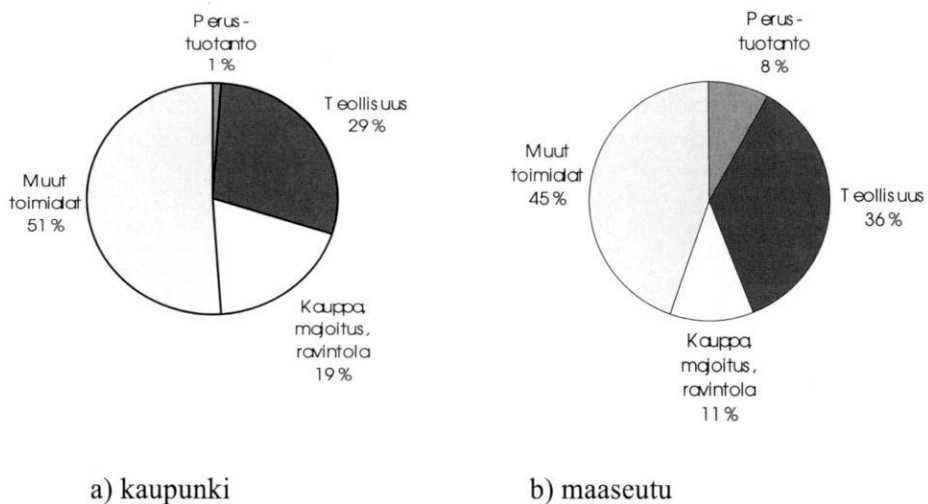 Perus-
tuotanto
1 %
Teollisuus
29 %
Muut
toimialat
51 %
Kauppa,
majoitus,
ravintola
19 %
a) kaupunki
Perus-
tuotanto
8 %
Teollisuus
36 %
Muut
toimialat
45 %
Kauppa,
majoitus,
ravintola
11 %
b) maaseutu